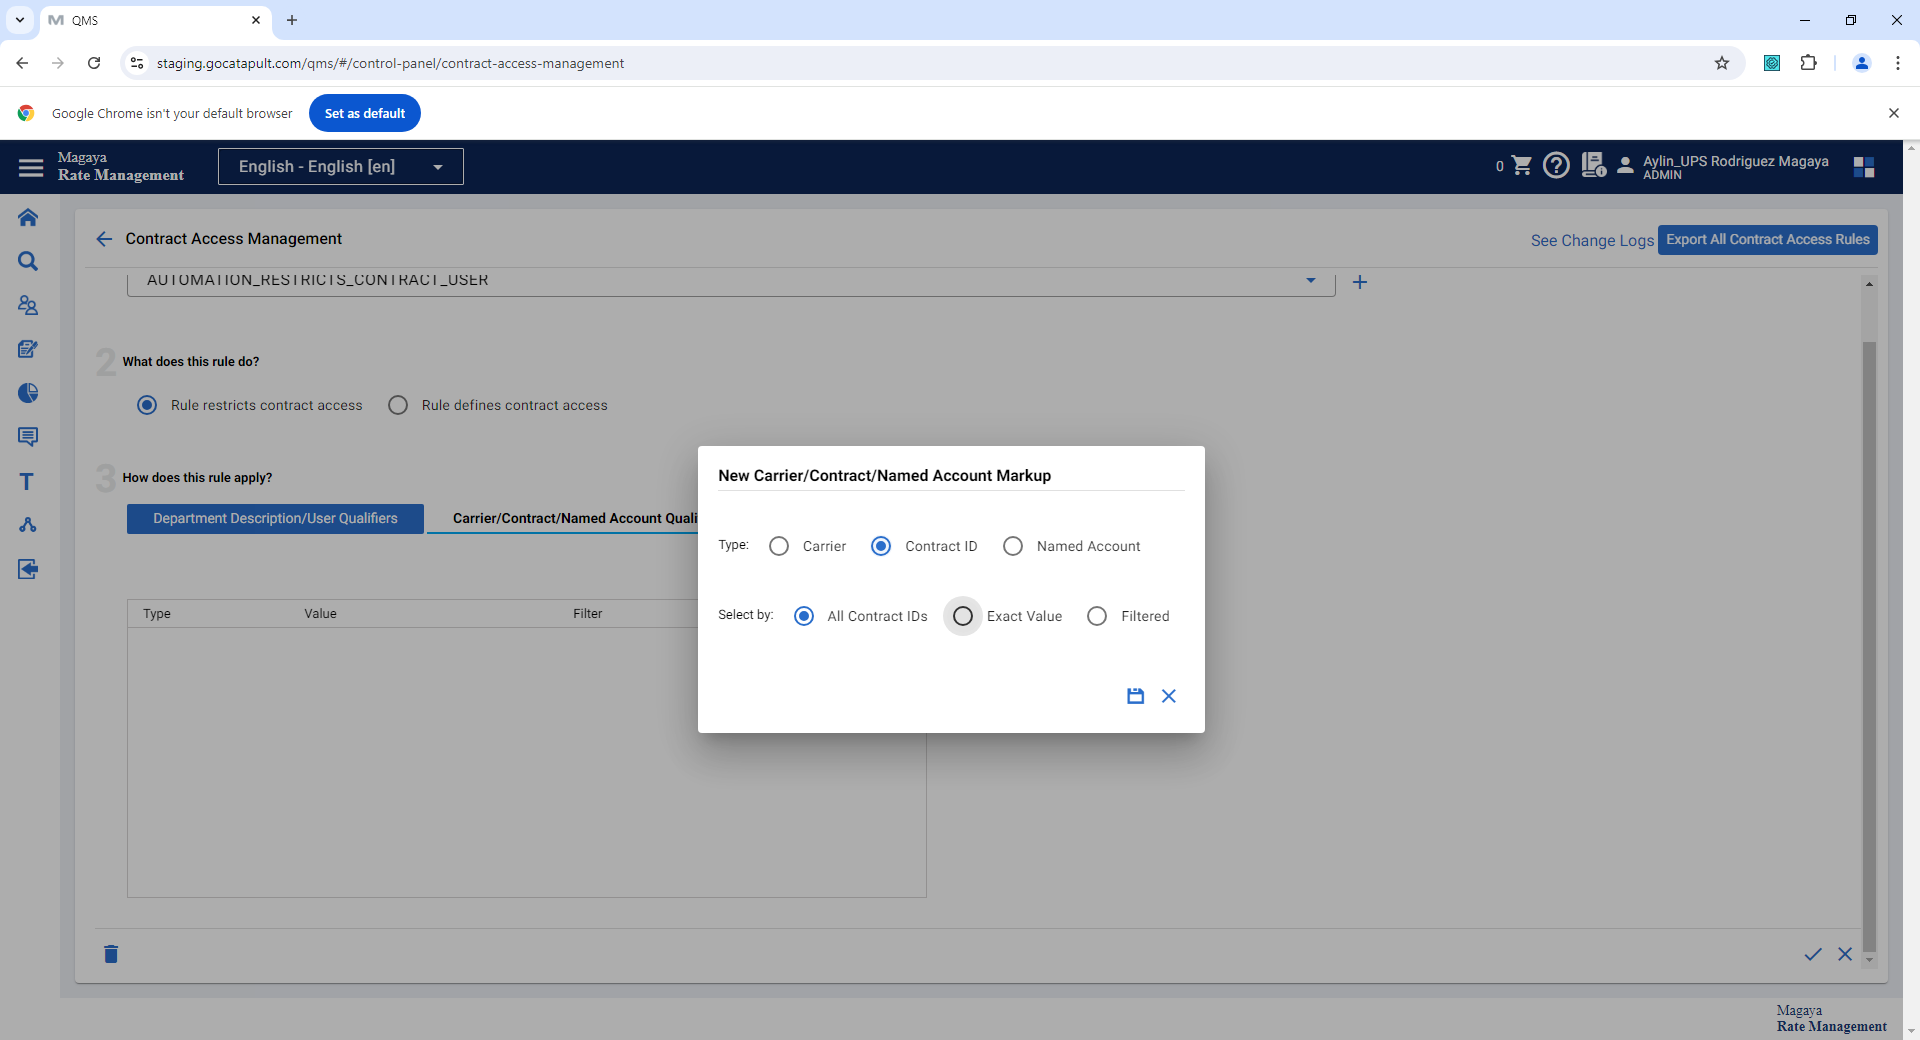 QMS
staging.gocatapult.com/qms/#/control-panel/contract-access-management
Google Chrome isn't your default browser
Set as default
Magaya
Rate Management
English - English [en]
0
Aylin_UPS Rodriguez Magaya
ADMIN
Contract Access Management
See Change Logs
Export All Contract Access Rules
AUTOMATION_RESTRICTS_CONTRACT_USER
2 What does this rule do?
Rule restricts contract access
Rule defines contract access
3 How does this rule apply?
Department Description/User Qualifiers
Carrier/Contract/Named Account Quali
Type
Value
Filter
New Carrier/Contract/Named Account Markup
Type:
Carrier
Contract ID
Named Account
Select by:
All Contract IDs
Exact Value
Filtered
T
Magaya
Rate Management